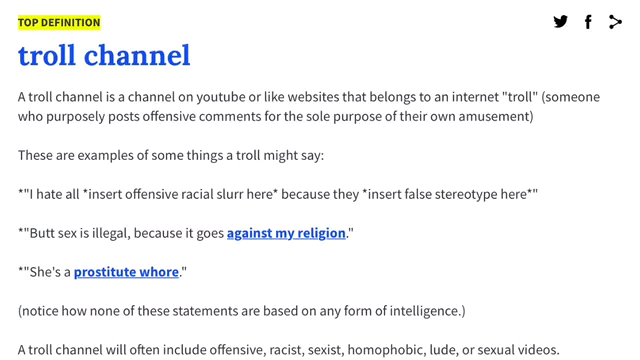 TOP DEFINITION
troll channel
A troll channel is a channel on youtube or like websites that belongs to an internet "troll" (someone
who purposely posts offensive comments for the sole purpose of their own amusement)
These are examples of some things a troll might say:
*"I hate all *insert offensive racial slurr here* because they *insert false stereotype here*"
*"Butt sex is illegal, because it goes against my religion."
*"She's a prostitute whore."
(notice how none of these statements are based on any form of intelligence.)
A troll channel will often include offensive, racist, sexist, homophobic, lude, or sexual videos.